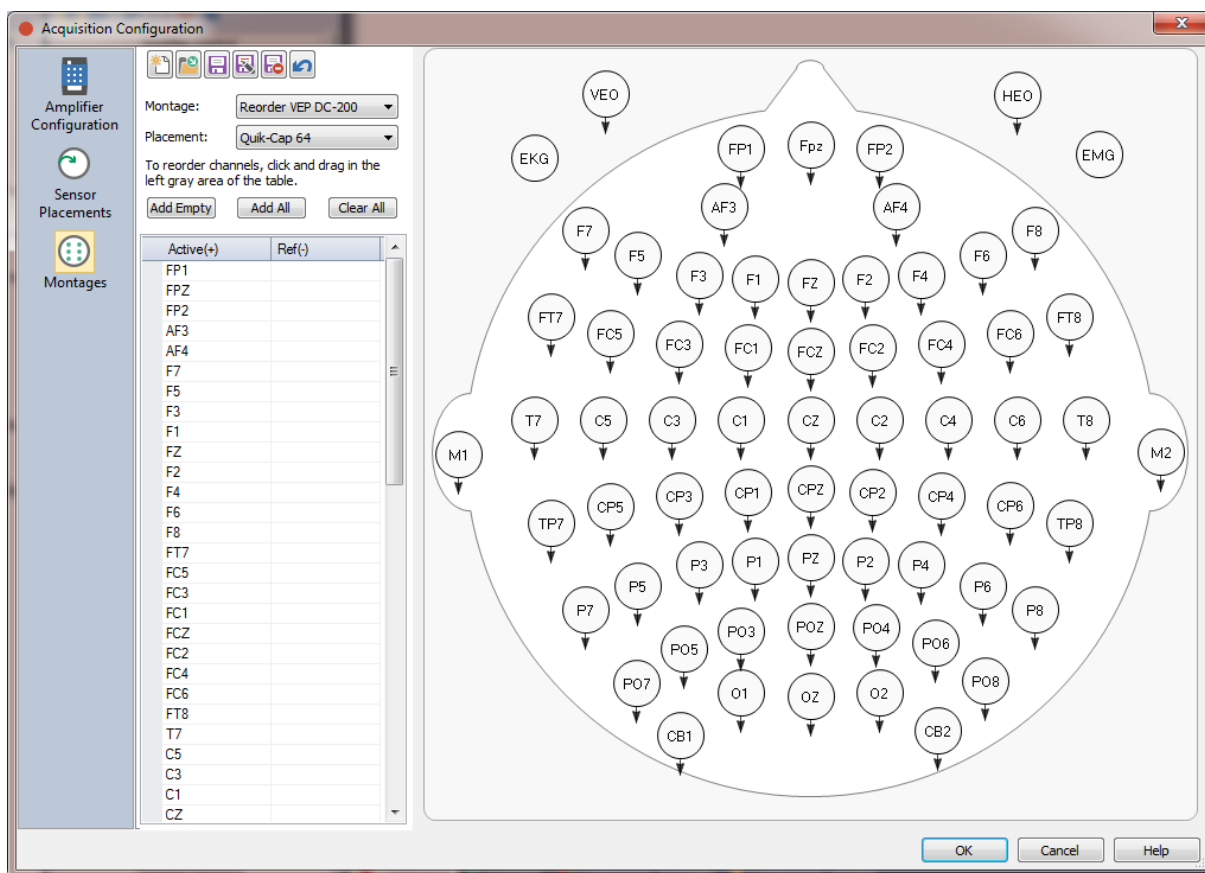 Acquisition Configuration
Amplifier
Configuration
Sensor
Placements
Montages
Montage:
Reorder VEP DC-200
Placement:
Quik-Cap 64
To reorder channels, click and drag in the
left gray area of the table.
Add Empty Add All Clear All
Active(+) Ref(-)
FP1
FPZ
FP2
AF3
AF4
F7
F5
F3
F1
FZ
F2
F4
F6
F8
FT7
FC5
FC3
FC1
FCZ
FC2
FC4
FC6
FT8
T7
C5
C3
C1
CZ
VEO HEO
EKG FP1 Fpz FP2 EMG
AF3 AF4
F7 F8
F5 F6
F3 F1 FZ F2 F4
FT7 FT8
FC5 FC3 FC1 FCZ FC2 FC4 FC6
T7 C5 C3 C1 CZ C2 C4 C6 T8
M1 M2
CP5 CP3 CP1 CPZ CP2 CP4 CP6
TP7 TP8
P3 P1 PZ P2 P4
P5 P6
P7 P8
PO5 PO3 POZ PO4 PO6
PO7 O1 OZ O2 PO8
CB1 CB2
OK Cancel Help